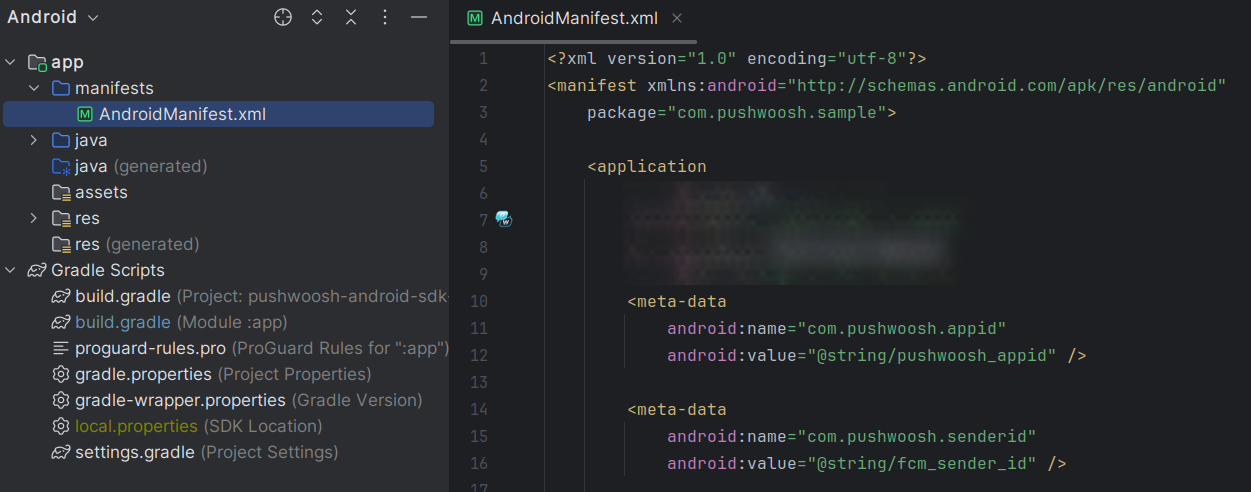 Android
app
manifests
AndroidManifest.xml
java
java (generated)
assets
res
res (generated)
Gradle Scripts
build.gradle (Project: pushwoosh-android-sdk-
build.gradle (Module :app)
proguard-rules.pro (ProGuard Rules for ":app")
gradle.properties (Project Properties)
gradle-wrapper.properties (Gradle Version)
local.properties (SDK Location)
settings.gradle (Project Settings)
AndroidManifest.xml
1 <?xml version="1.0" encoding="utf-8"?>
2 <manifest xmlns:android="http://schemas.android.com/apk/res/android"
3 package="com.pushwoosh.sample">
4
5 <application
6
7
8
9
10 <meta-data
11 android:name="com.pushwoosh.appid"
12 android:value="@string/pushwoosh_appid" />
13
14 <meta-data
15 android:name="com.pushwoosh.senderid"
16 android:value="@string/fcm_sender_id" />
17